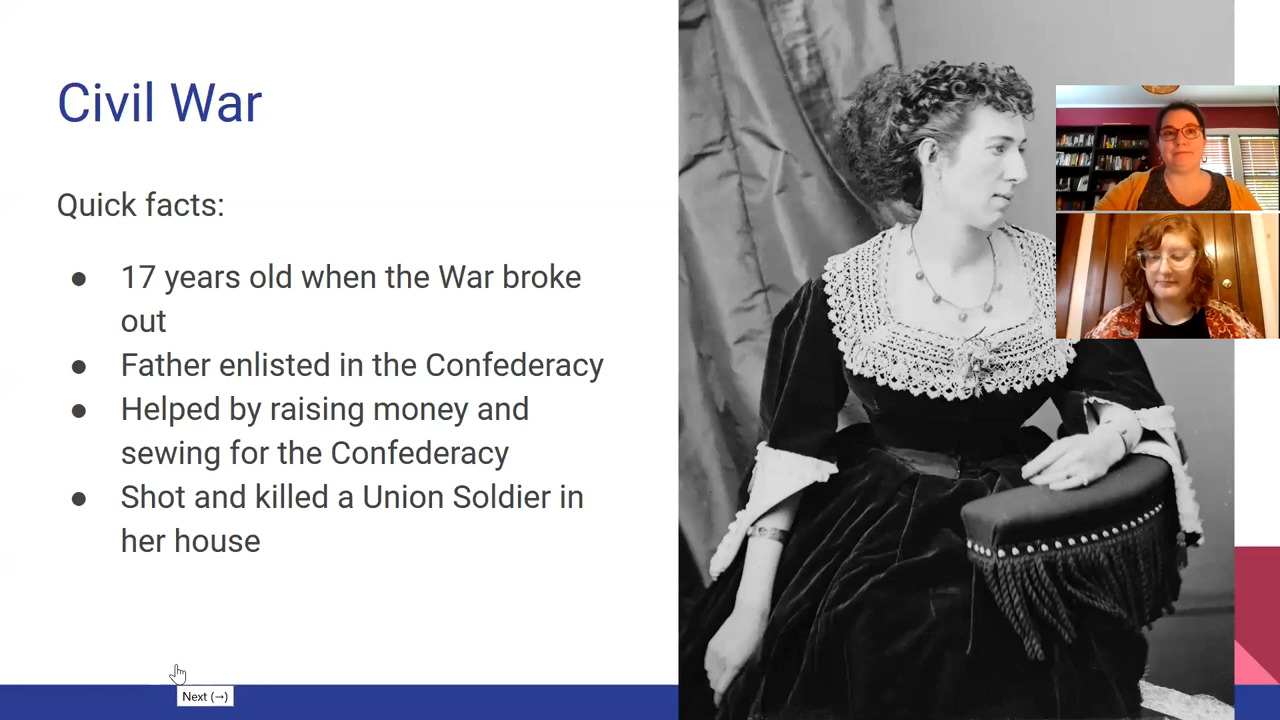 Civil War
Quick facts:
● 17 years old when the War broke
out
● Father enlisted in the Confederacy
● Helped by raising money and
sewing for the Confederacy
● Shot and killed a Union Soldier in
her house
Next (→)